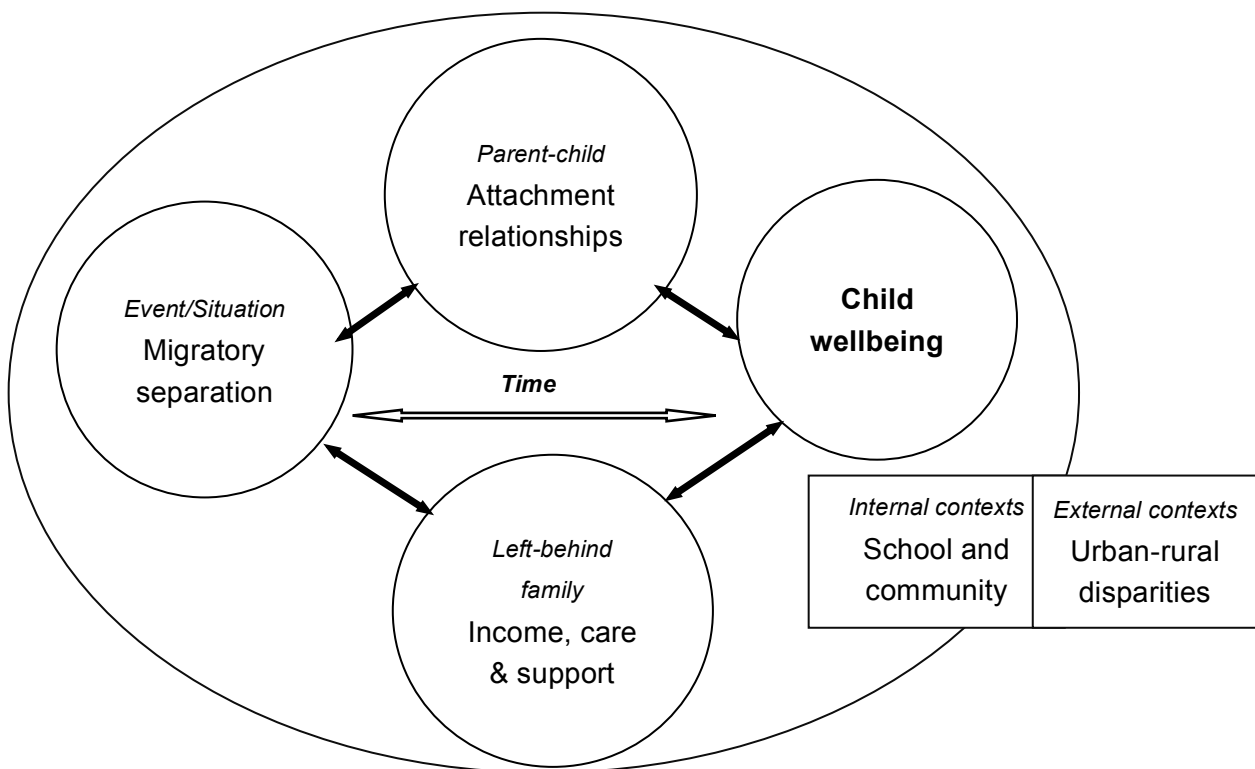 Parent-child
Attachment
relationships
Event/Situation
Migratory
separation
Child
wellbeing
Time
Left-behind
family
Income, care
& support
Internal contexts
School and
community
External contexts
Urban-rural
disparities